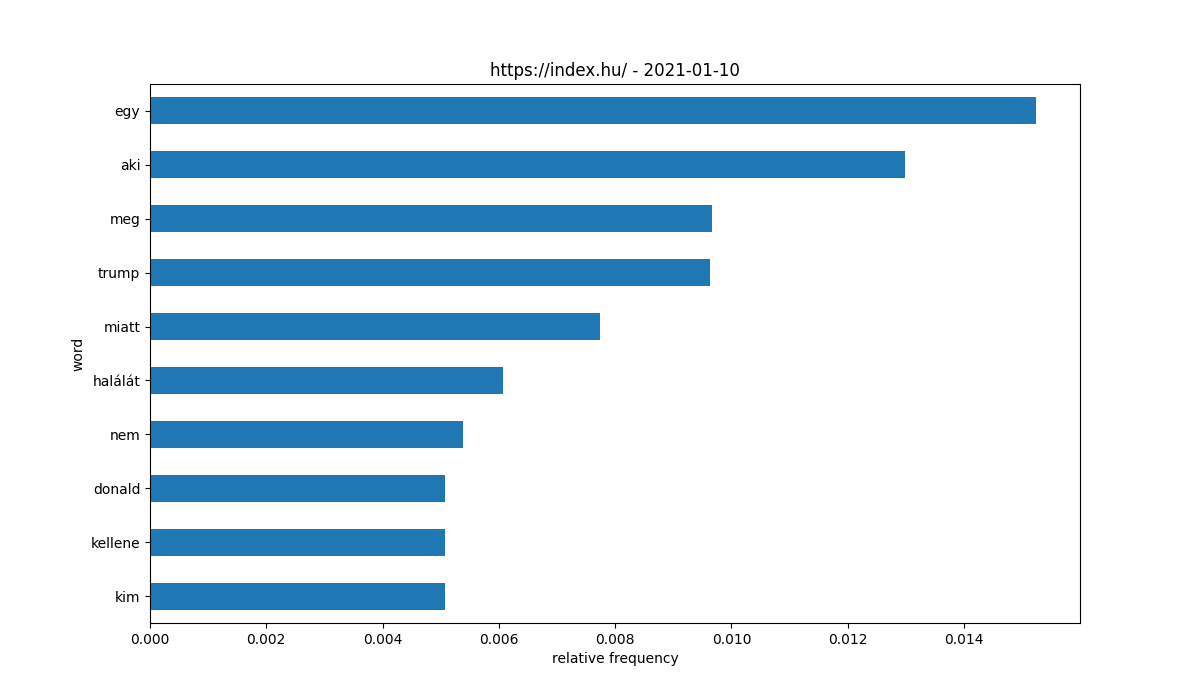 https://index.hu/ - 2021-01-10
egy
aki
meg
trump
miatt
halálát
nem
donald
kellene
kim
word
0.000 0.002 0.004 0.006 0.008 0.010 0.012 0.014
relative frequency